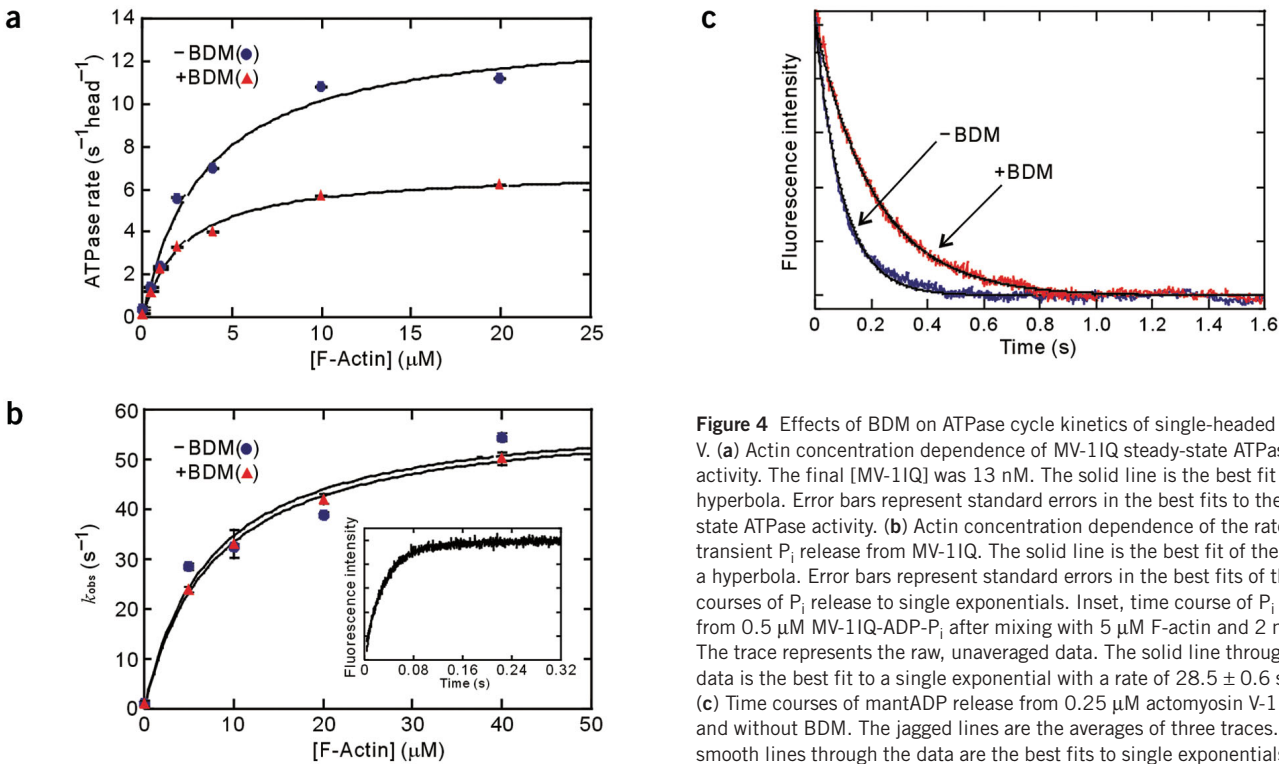 a
14
12
10
8
6
4
2
0
ATPase rate (s⁻¹head⁻¹)
−BDM(●)
+BDM(▲)
0 5 10 15 20 25
[F-Actin] (μM)
b
60
50
40
30
20
10
0
kobs (s⁻¹)
−BDM(●)
+BDM(▲)
Fluorescence intensity
0 0.08 0.16 0.24 0.32
Time (s)
0 10 20 30 40 50
[F-Actin] (μM)
c
Fluorescence intensity
−BDM
+BDM
0 0.2 0.4 0.6 0.8 1.0 1.2 1.4 1.6
Time (s)
Figure 4 Effects of BDM on ATPase cycle kinetics of single-headed
V. (a) Actin concentration dependence of MV-1IQ steady-state ATPas
activity. The final [MV-1IQ] was 13 nM. The solid line is the best fit
hyperbola. Error bars represent standard errors in the best fits to the
state ATPase activity. (b) Actin concentration dependence of the rate
transient Pi release from MV-1IQ. The solid line is the best fit of the
a hyperbola. Error bars represent standard errors in the best fits of th
courses of Pi release to single exponentials. Inset, time course of Pi
from 0.5 μM MV-1IQ-ADP-Pi after mixing with 5 μM F-actin and 2 m
The trace represents the raw, unaveraged data. The solid line through
data is the best fit to a single exponential with a rate of 28.5 ± 0.6 s
(c) Time courses of mantADP release from 0.25 μM actomyosin V-1
and without BDM. The jagged lines are the averages of three traces.
smooth lines through the data are the best fits to single exponentials